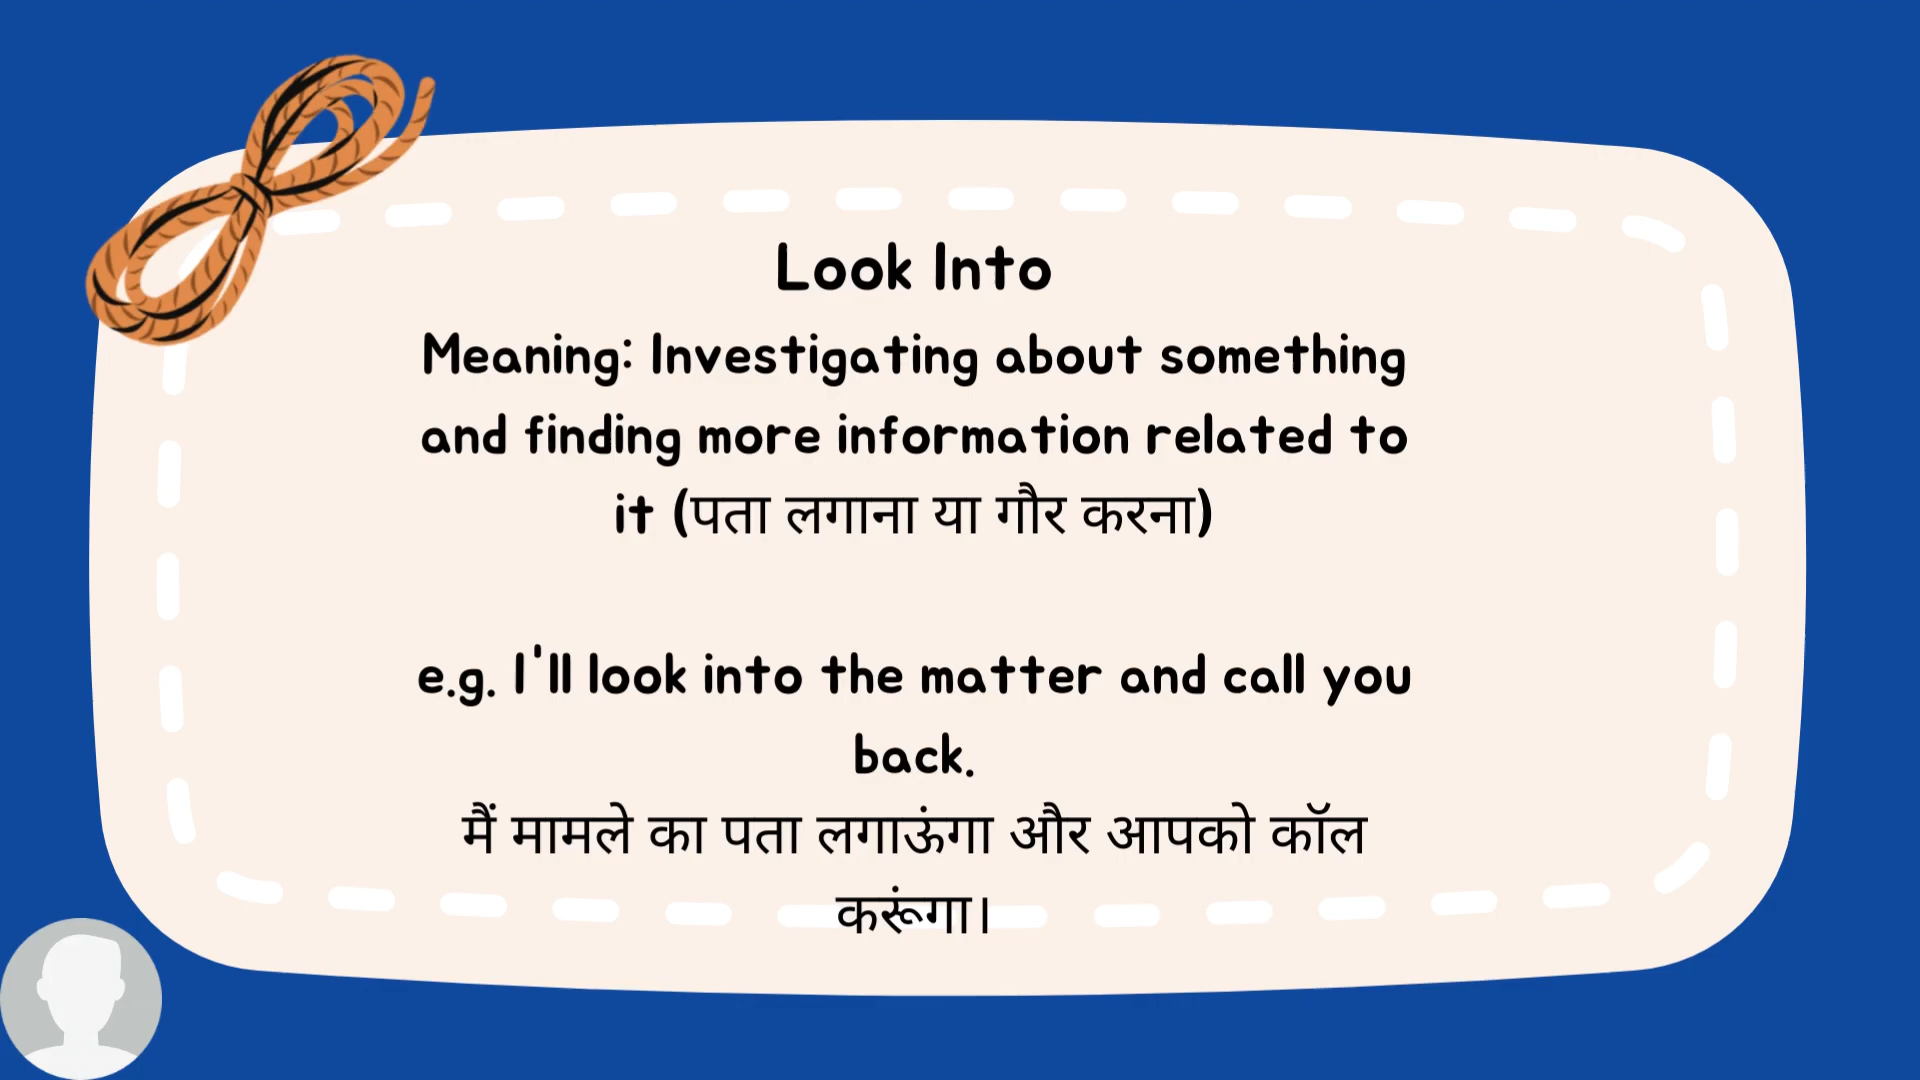 Look Into
Meaning: Investigating about something
and finding more information related to
it (पता लगाना या गौर करना)
e.g. I'll look into the matter and call you
back.
मैं मामले का पता लगाऊंगा और आपको कॉल
करूंगा।